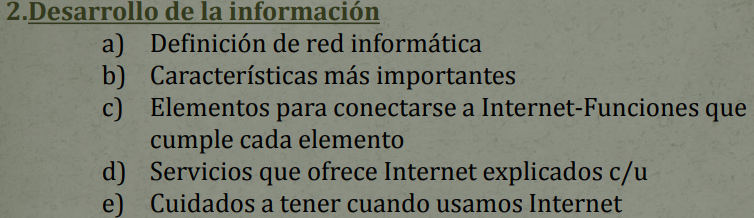 2.Desarrollo de la información
a) Definición de red informática
b) Características más importantes
c) Elementos para conectarse a Internet-Funciones que
cumple cada elemento
d) Servicios que ofrece Internet explicados c/u
e) Cuidados a tener cuando usamos Internet